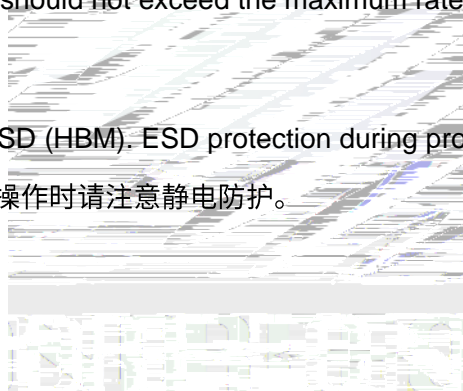 should not exceed the maximum rate
SD (HBM). ESD protection during pro
操作时请注意静电防护。